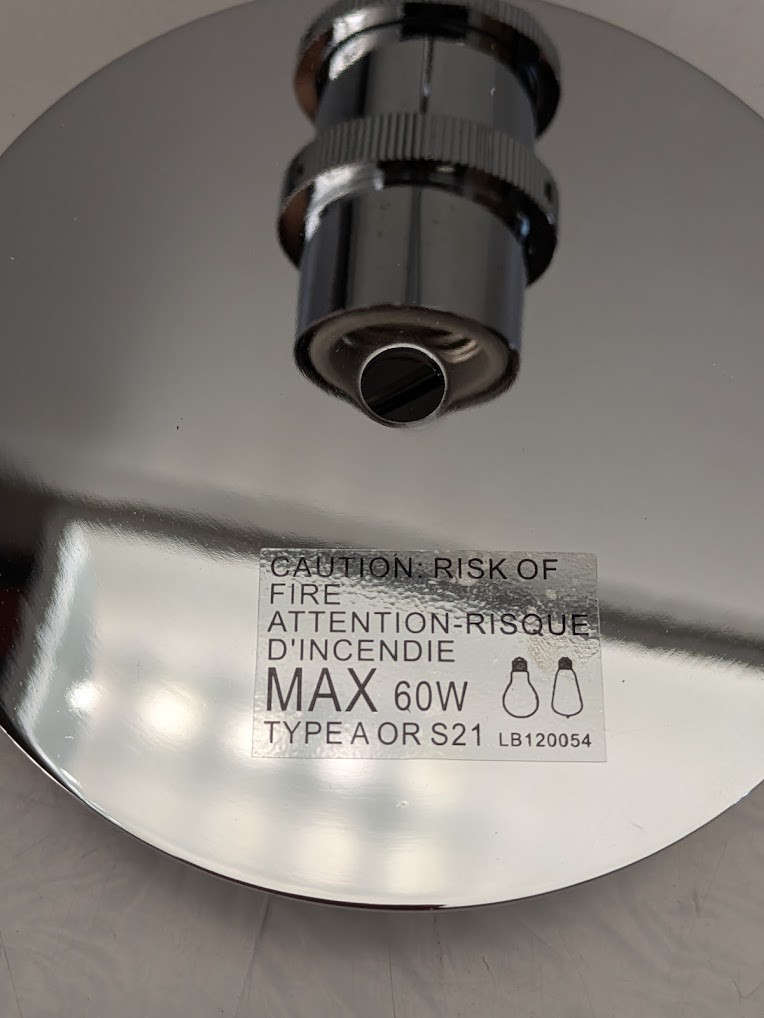 CAUTION: RISK OF
FIRE
ATTENTION-RISQUE
D'INCENDIE
MAX 60W
TYPE A OR S21 LB120054